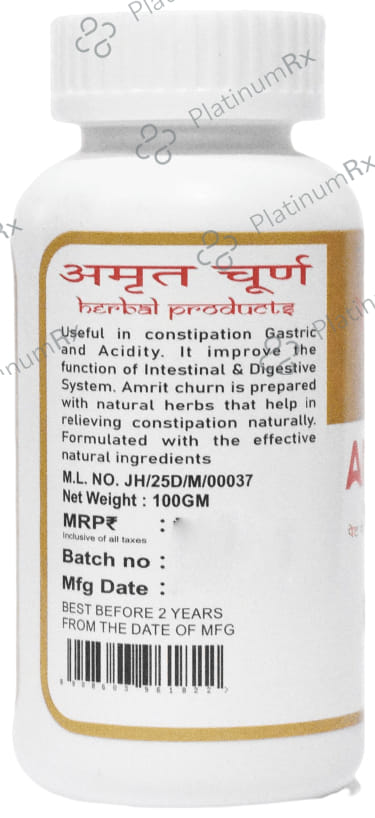 अमृत चूर्ण
herbal products
Useful in constipation Gastric
and Acidity. It improve the
function of Intestinal & Digestive
System. Amrit churn is prepared
with natural herbs that help in
relieving constipation naturally.
Formulated with the effective
natural ingredients
M.L. NO. JH/25D/M/00037
Net Weight : 100GM
MRP₹ :
Inclusive of all taxes
Batch no :
Mfg Date :
BEST BEFORE 2 YEARS
FROM THE DATE OF MFG
PlatinumRx
PlatinumRx
PlatinumRx